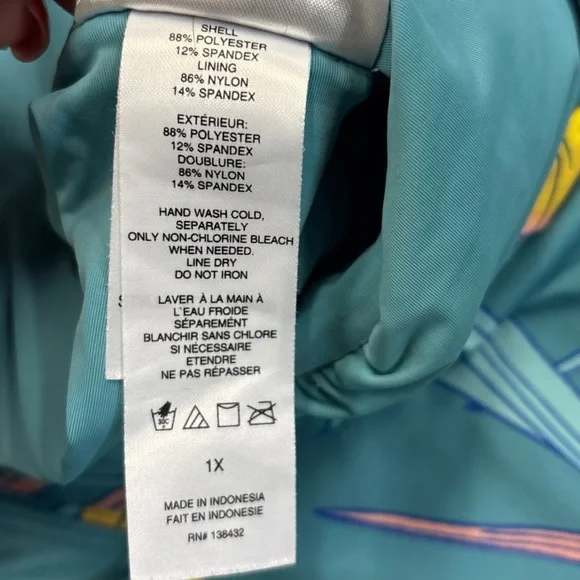 SHELL
88% POLYESTER
12% SPANDEX
LINING
86% NYLON
14% SPANDEX
EXTÉRIEUR:
88% POLYESTER
12% SPANDEX
DOUBLURE:
86% NYLON
14% SPANDEX
HAND WASH COLD,
SEPARATELY
ONLY NON-CHLORINE BLEACH
WHEN NEEDED.
LINE DRY
DO NOT IRON
LAVER À LA MAIN À
L'EAU FROIDE
SÉPARÉMENT
BLANCHIR SANS CHLORE
SI NÉCESSAIRE
ETENDRE
NE PAS RÉPASSER
30C
1X
MADE IN INDONESIA
FAIT EN INDONESIE
RN# 138432